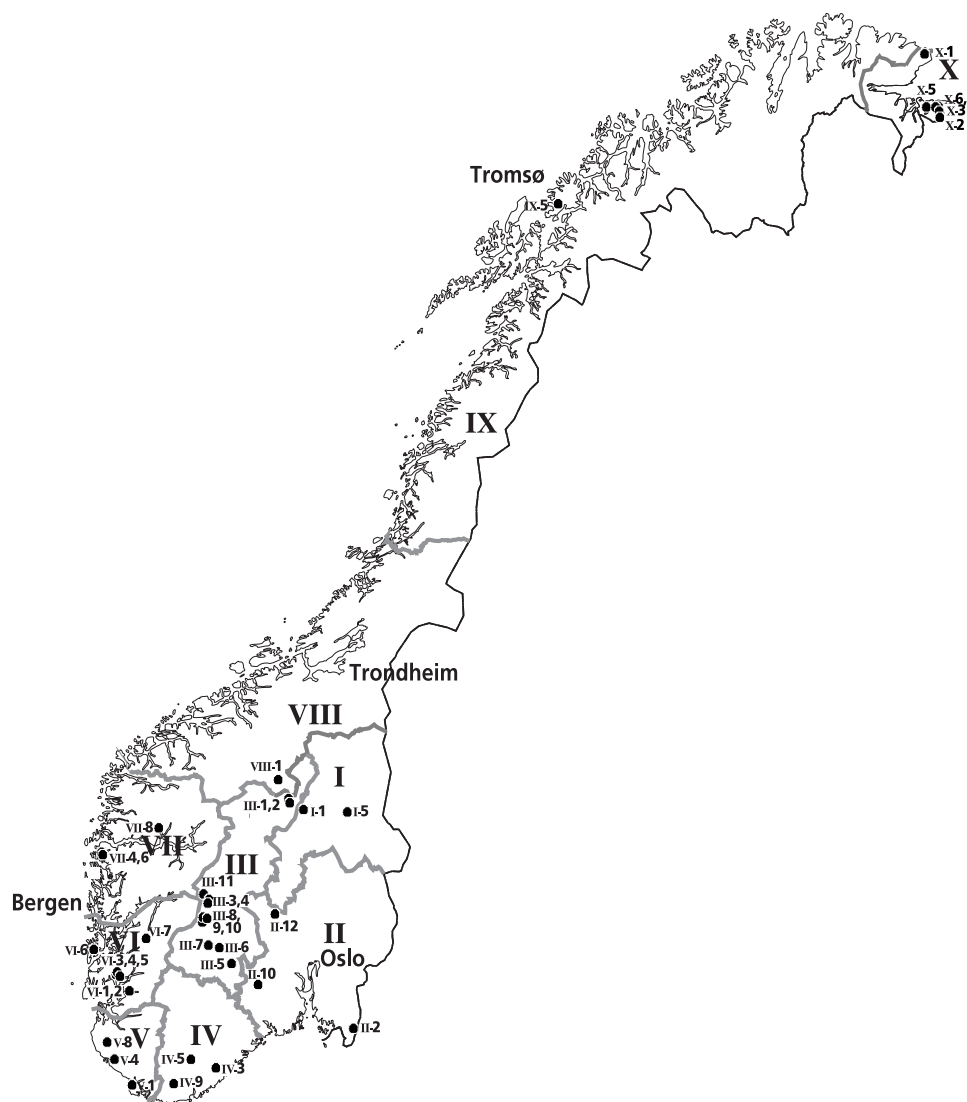 X-1
X
X-5
X-6,
X-3
X-2
Tromsø
IX-5
IX
Trondheim
VIII
VIII-1
I
III-1,2
I-1
I-5
VII-8
VII
VII-4,6
III
III-11
Bergen
III-3,4
III-8,
9,10
II-12
VI
VI-7
II
VI-6
III-7
III-6
Oslo
VI-3,4,5
III-5
II-10
VI-1,2
-
II-2
V
IV
V-8
V-4
IV-5
IV-3
V-1
IV-9